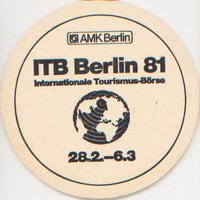 AMK Berlin
ITB Berlin 81
Internationale Tourismus-Börse
28.2.–6.3